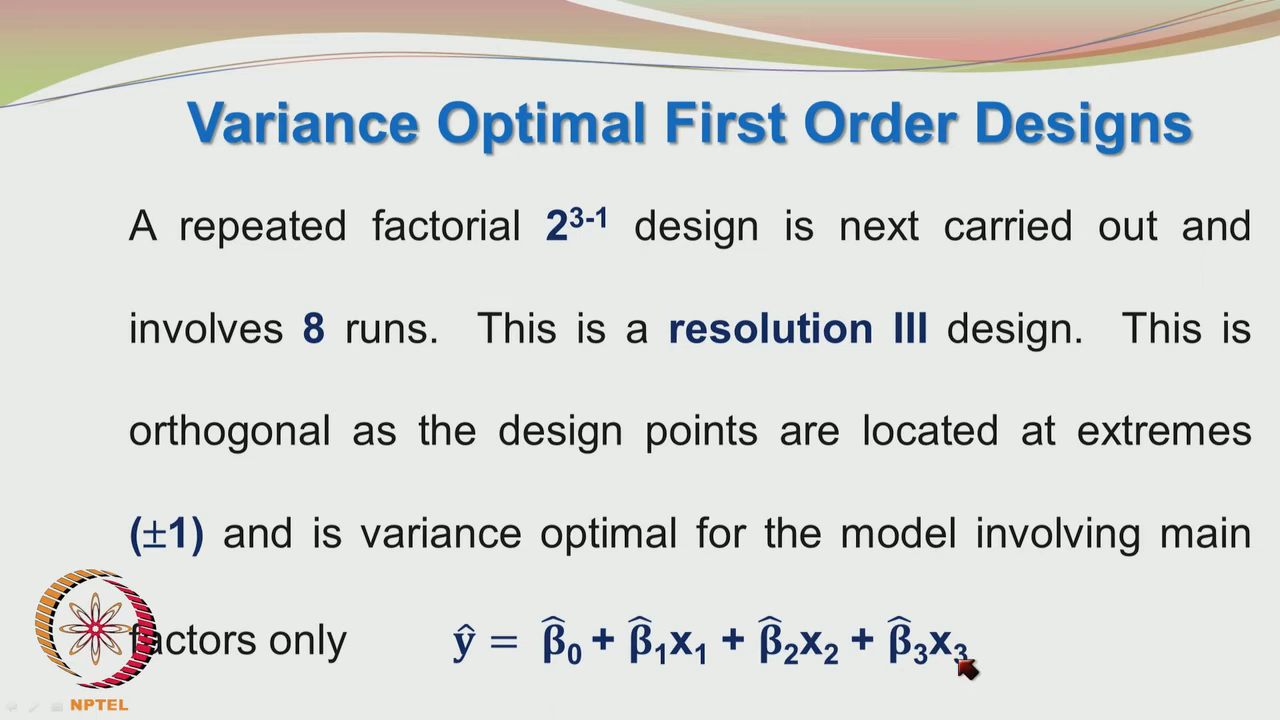 Variance Optimal First Order Designs
A repeated factorial 2³⁻¹ design is next carried out and
involves 8 runs. This is a resolution III design. This is
orthogonal as the design points are located at extremes
(±1) and is variance optimal for the model involving main
factors only ŷ = β̂₀ + β̂₁x₁ + β̂₂x₂ + β̂₃x₃
NPTEL